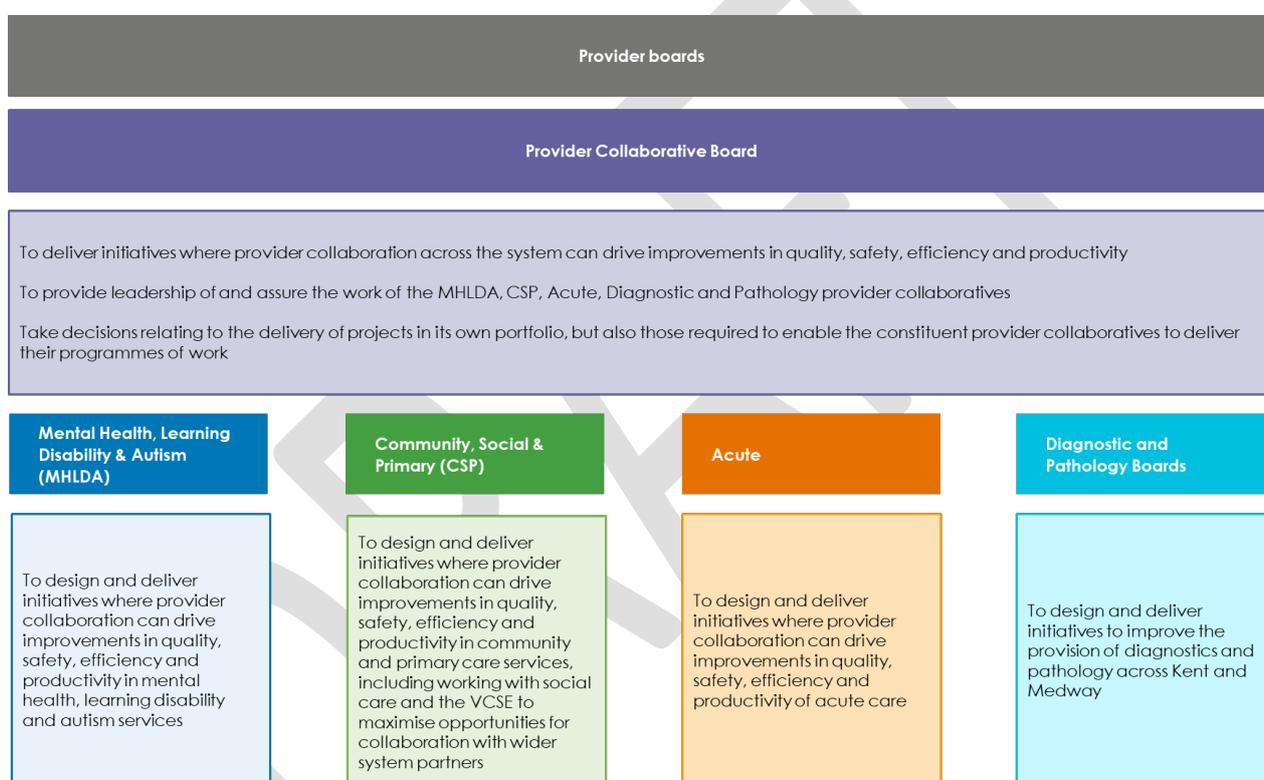 Provider boards
Provider Collaborative Board
To deliver initiatives where provider collaboration across the system can drive improvements in quality, safety, efficiency and productivity
To provide leadership of and assure the work of the MHLDA, CSP, Acute, Diagnostic and Pathology provider collaboratives
Take decisions relating to the delivery of projects in its own portfolio, but also those required to enable the constituent provider collaboratives to deliver
their programmes of work
Mental Health, Learning
Disability & Autism
(MHLDA)
Community, Social &
Primary (CSP)
Acute
Diagnostic and
Pathology Boards
To design and deliver
initiatives where provider
collaboration can drive
improvements in quality,
safety, efficiency and
productivity in mental
health, learning disability
and autism services
To design and deliver
initiatives where provider
collaboration can drive
improvements in quality,
safety, efficiency and
productivity in community
and primary care services,
including working with social
care and the VCSE to
maximise opportunities for
collaboration with wider
system partners
To design and deliver
initiatives where provider
collaboration can drive
improvements in quality,
safety, efficiency and
productivity of acute care
To design and deliver
initiatives to improve the
provision of diagnostics and
pathology across Kent and
Medway